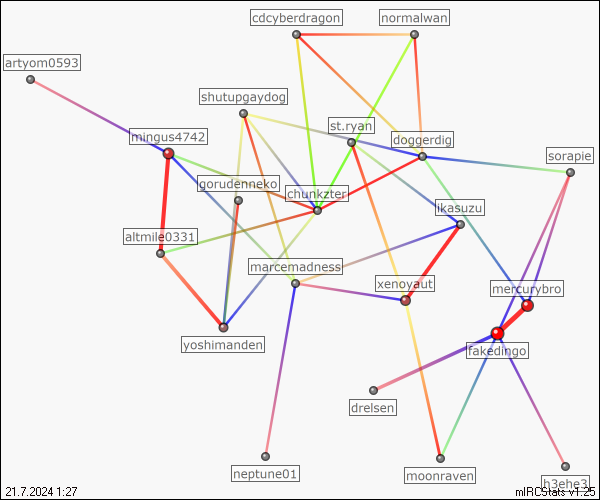 cdcyberdragon
normalwan
artyom0593
shutupgaydog
st.ryan
mingus4742
doggerdig
sorapie
gorudeneko
chunkzter
ikasuzu
altmile0331
marcemadness
xenoyaut
mercurybro
yoshimanden
fakedingo
drelsen
neptune01
moonraven
h3ehe3
21.7.2024 1:27
mIRCStats v1.25